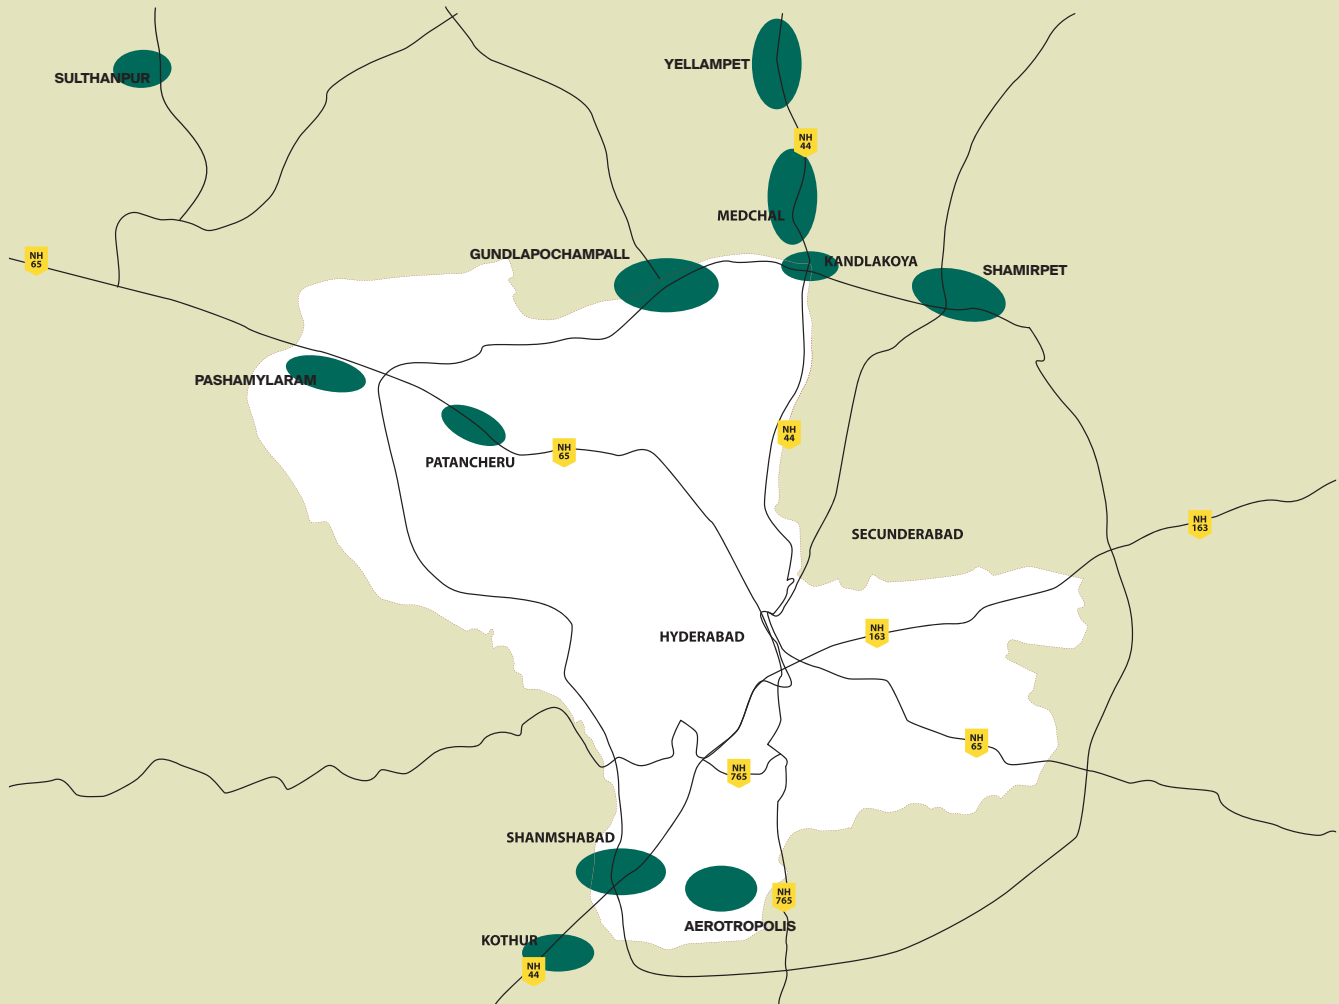 YELLAMPET
SULTHANPUR
NH
44
MEDCHAL
GUNDLAPOCHAMPALL
NH
65
KANDLAKOYA
SHAMIRPET
PASHAMYLARAM
NH
44
NH
65
PATANCHERU
NH
163
SECUNDERABAD
NH
163
HYDERABAD
NH
65
NH
765
SHANMSHABAD
NH
765
AEROTROPOLIS
KOTHUR
NH
44